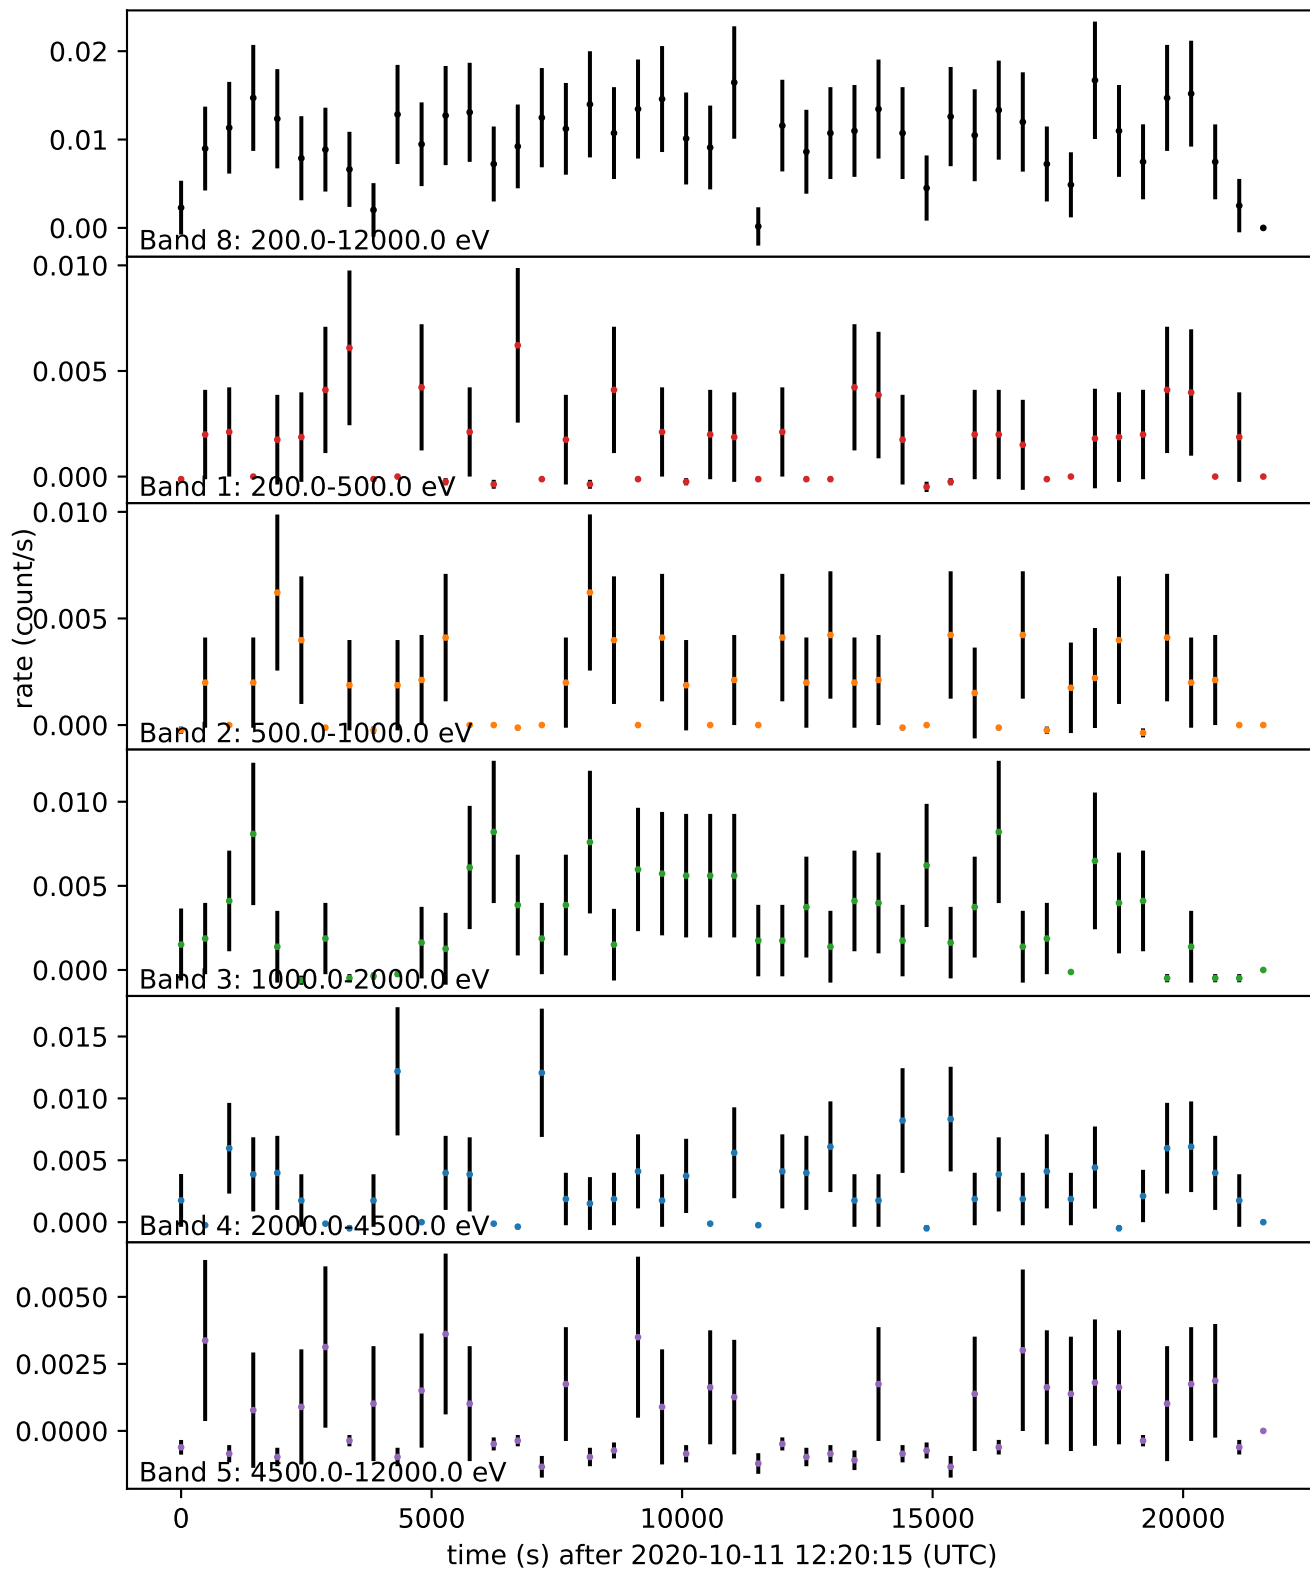 0.02
0.01
0.00
Band 8: 200.0-12000.0 eV
0.010
0.005
0.000
Band 1: 200.0-500.0 eV
0.010
0.005
0.000
Band 2: 500.0-1000.0 eV
rate (count/s)
0.010
0.005
0.000
Band 3: 1000.0-2000.0 eV
0.015
0.010
0.005
0.000
Band 4: 2000.0-4500.0 eV
0.0050
0.0025
0.0000
Band 5: 4500.0-12000.0 eV
0 5000 10000 15000 20000
time (s) after 2020-10-11 12:20:15 (UTC)